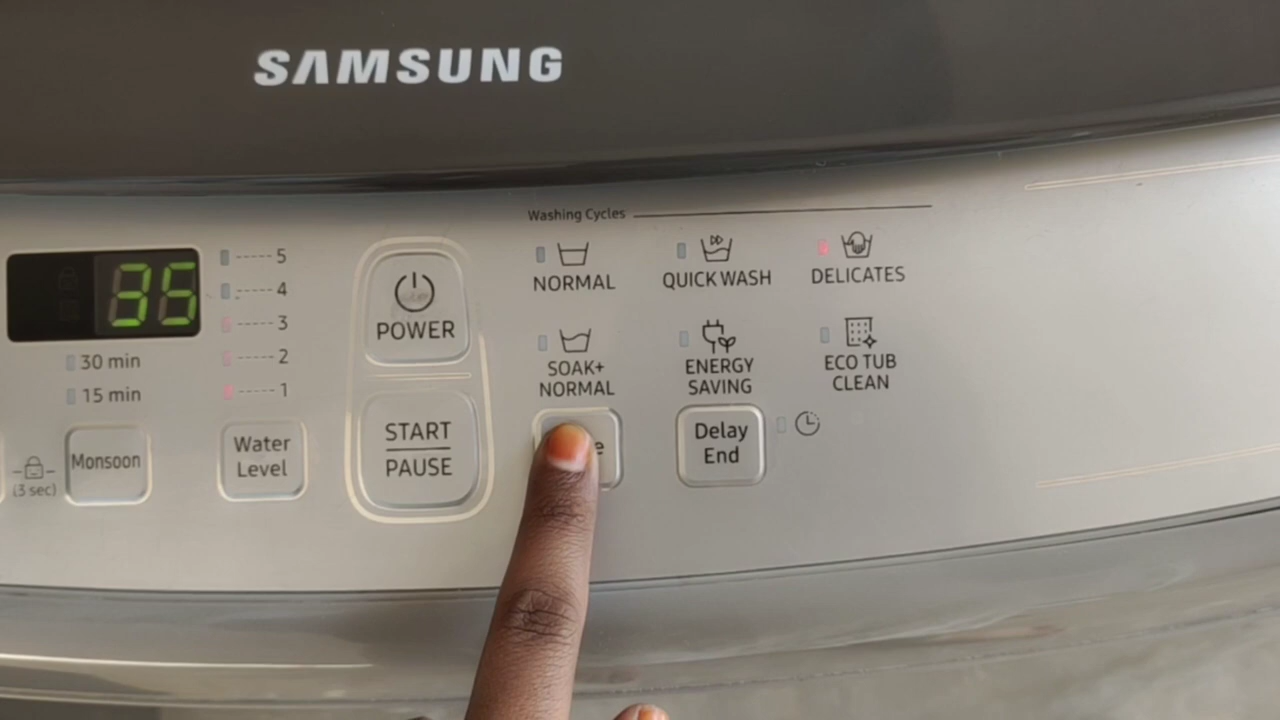 SAMSUNG
Washing Cycles
35
5
4
3
2
1
30 min
15 min
Monsoon
(3 sec)
Water
Level
POWER
START
PAUSE
NORMAL
QUICK WASH
DELICATES
SOAK+
NORMAL
ENERGY
SAVING
ECO TUB
CLEAN
Delay
End